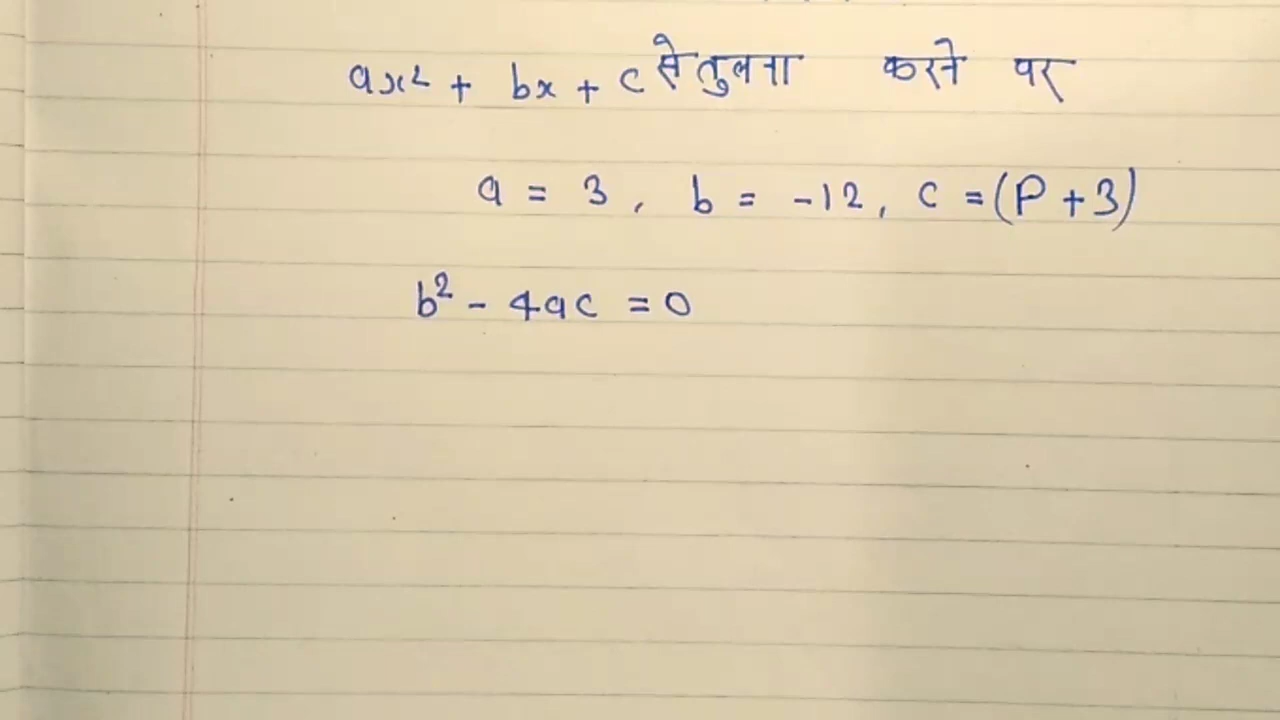 ax² + bx + c से तुलना करने पर
a = 3, b = -12, c = (P + 3)
b² - 4ac = 0